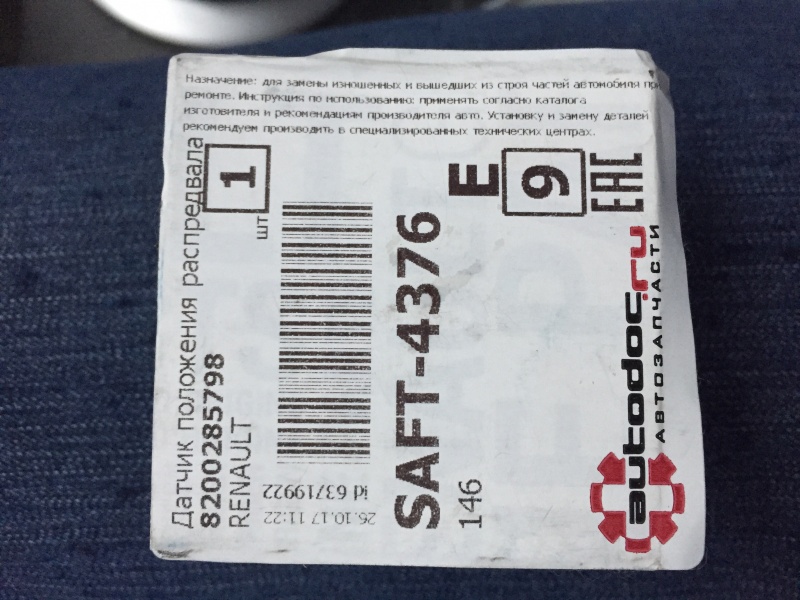 Назначение: для замены изношенных и вышедших из строя частей автомобиля при
ремонте. Инструкция по использованию: применять согласно каталога
изготовителя и рекомендациям производителя авто. Установку и замену деталей
рекомендуем производить в специализированных технических центрах.
Датчик положения распредвала
8200285798
RENAULT
1
шт
id 63719922
26.10.17 11:22
SAFT-4376
146
E
9
EAC
autodoc.ru
АВТОЗАПЧАСТИ